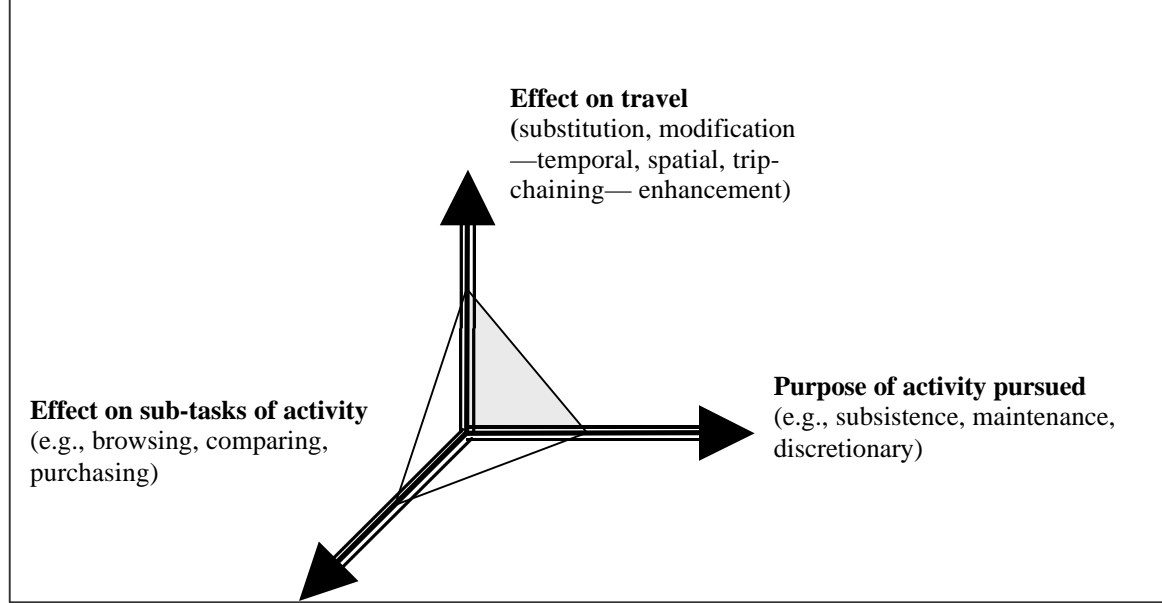 Effect on travel
(substitution, modification
—temporal, spatial, trip-
chaining— enhancement)
Purpose of activity pursued
(e.g., subsistence, maintenance,
discretionary)
Effect on sub-tasks of activity
(e.g., browsing, comparing,
purchasing)